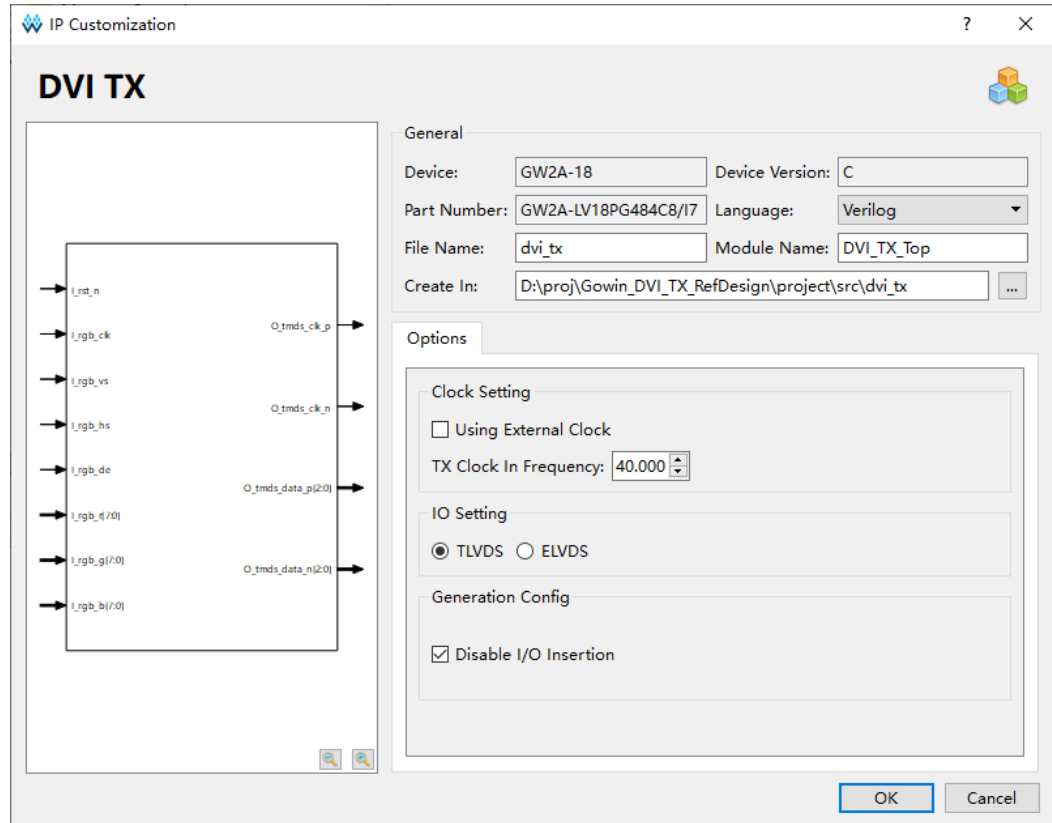 IP Customization
?
DVI TX
I_rst_n
I_rgb_clk
I_rgb_vs
I_rgb_hs
I_rgb_de
I_rgb_r[7:0]
I_rgb_g[7:0]
I_rgb_b[7:0]
O_tmds_clk_p
O_tmds_clk_n
O_tmds_data_p[2:0]
O_tmds_data_n[2:0]
General
Device: GW2A-18 Device Version: C
Part Number: GW2A-LV18PG484C8/I7 Language: Verilog
File Name: dvi_tx Module Name: DVI_TX_Top
Create In: D:\proj\Gowin_DVI_TX_RefDesign\project\src\dvi_tx ...
Options
Clock Setting
Using External Clock
TX Clock In Frequency: 40.000
IO Setting
TLVDS ELVDS
Generation Config
Disable I/O Insertion
OK Cancel